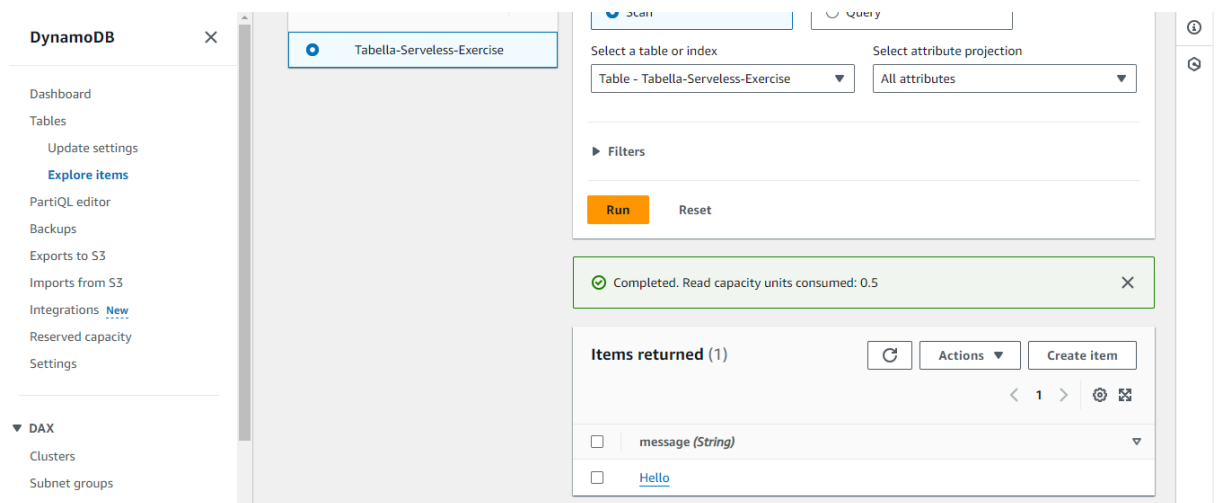 DynamoDB
Dashboard
Tables
Update settings
Explore items
PartiQL editor
Backups
Exports to S3
Imports from S3
Integrations New
Reserved capacity
Settings
DAX
Clusters
Subnet groups
Tabella-Serveless-Exercise
Scan
Query
Select a table or index
Select attribute projection
Table - Tabella-Serveless-Exercise
All attributes
Filters
Run
Reset
Completed. Read capacity units consumed: 0.5
Items returned (1)
Actions
Create item
1
message (String)
Hello